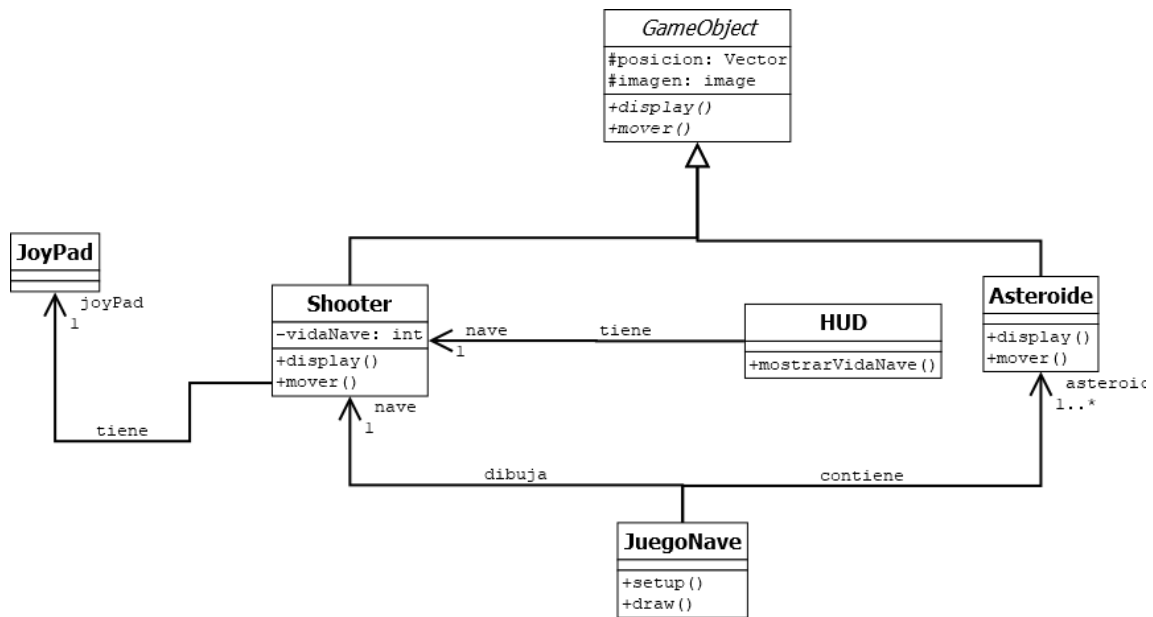 GameObject
#posicion: Vector
#imagen: image
+display()
+mover()
JoyPad
joyPad
1
Shooter
-vidaNave: int
+display()
+mover()
nave
tiene
1
HUD
+mostrarVidaNave()
Asteroide
+display()
+mover()
asteroid
1..*
nave
1
tiene
dibuja
contiene
JuegoNave
+setup()
+draw()